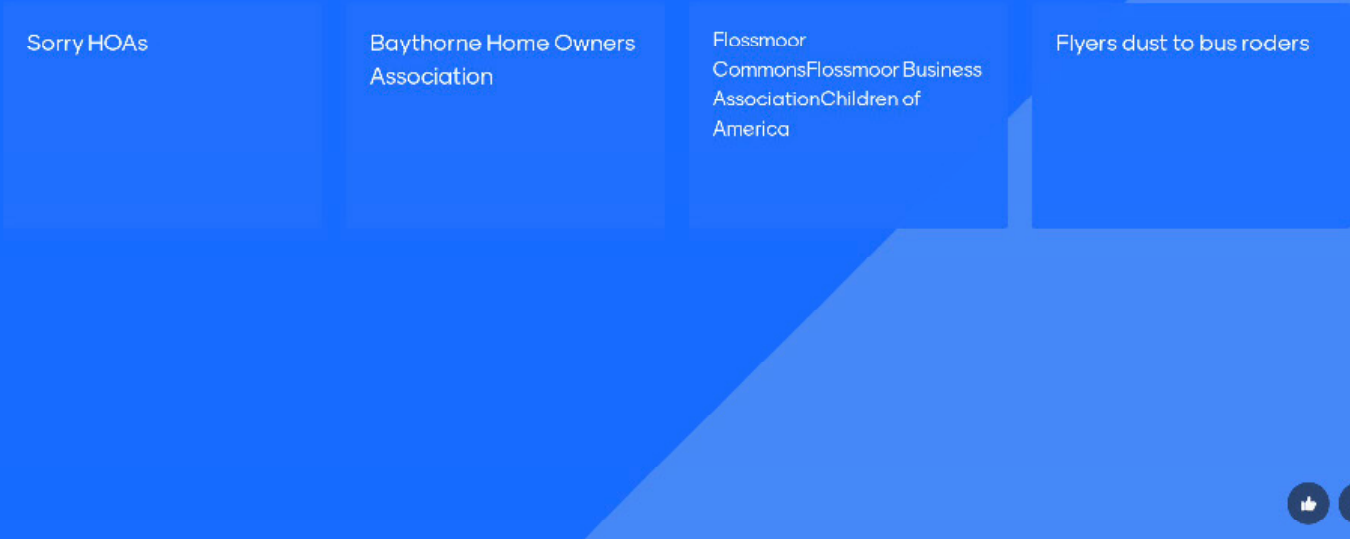 Sorry HOAs
Baythorne Home Owners
Association
Flossmoor
CommonsFlossmoor Business
AssociationChildren of
America
Flyers dust to bus roders